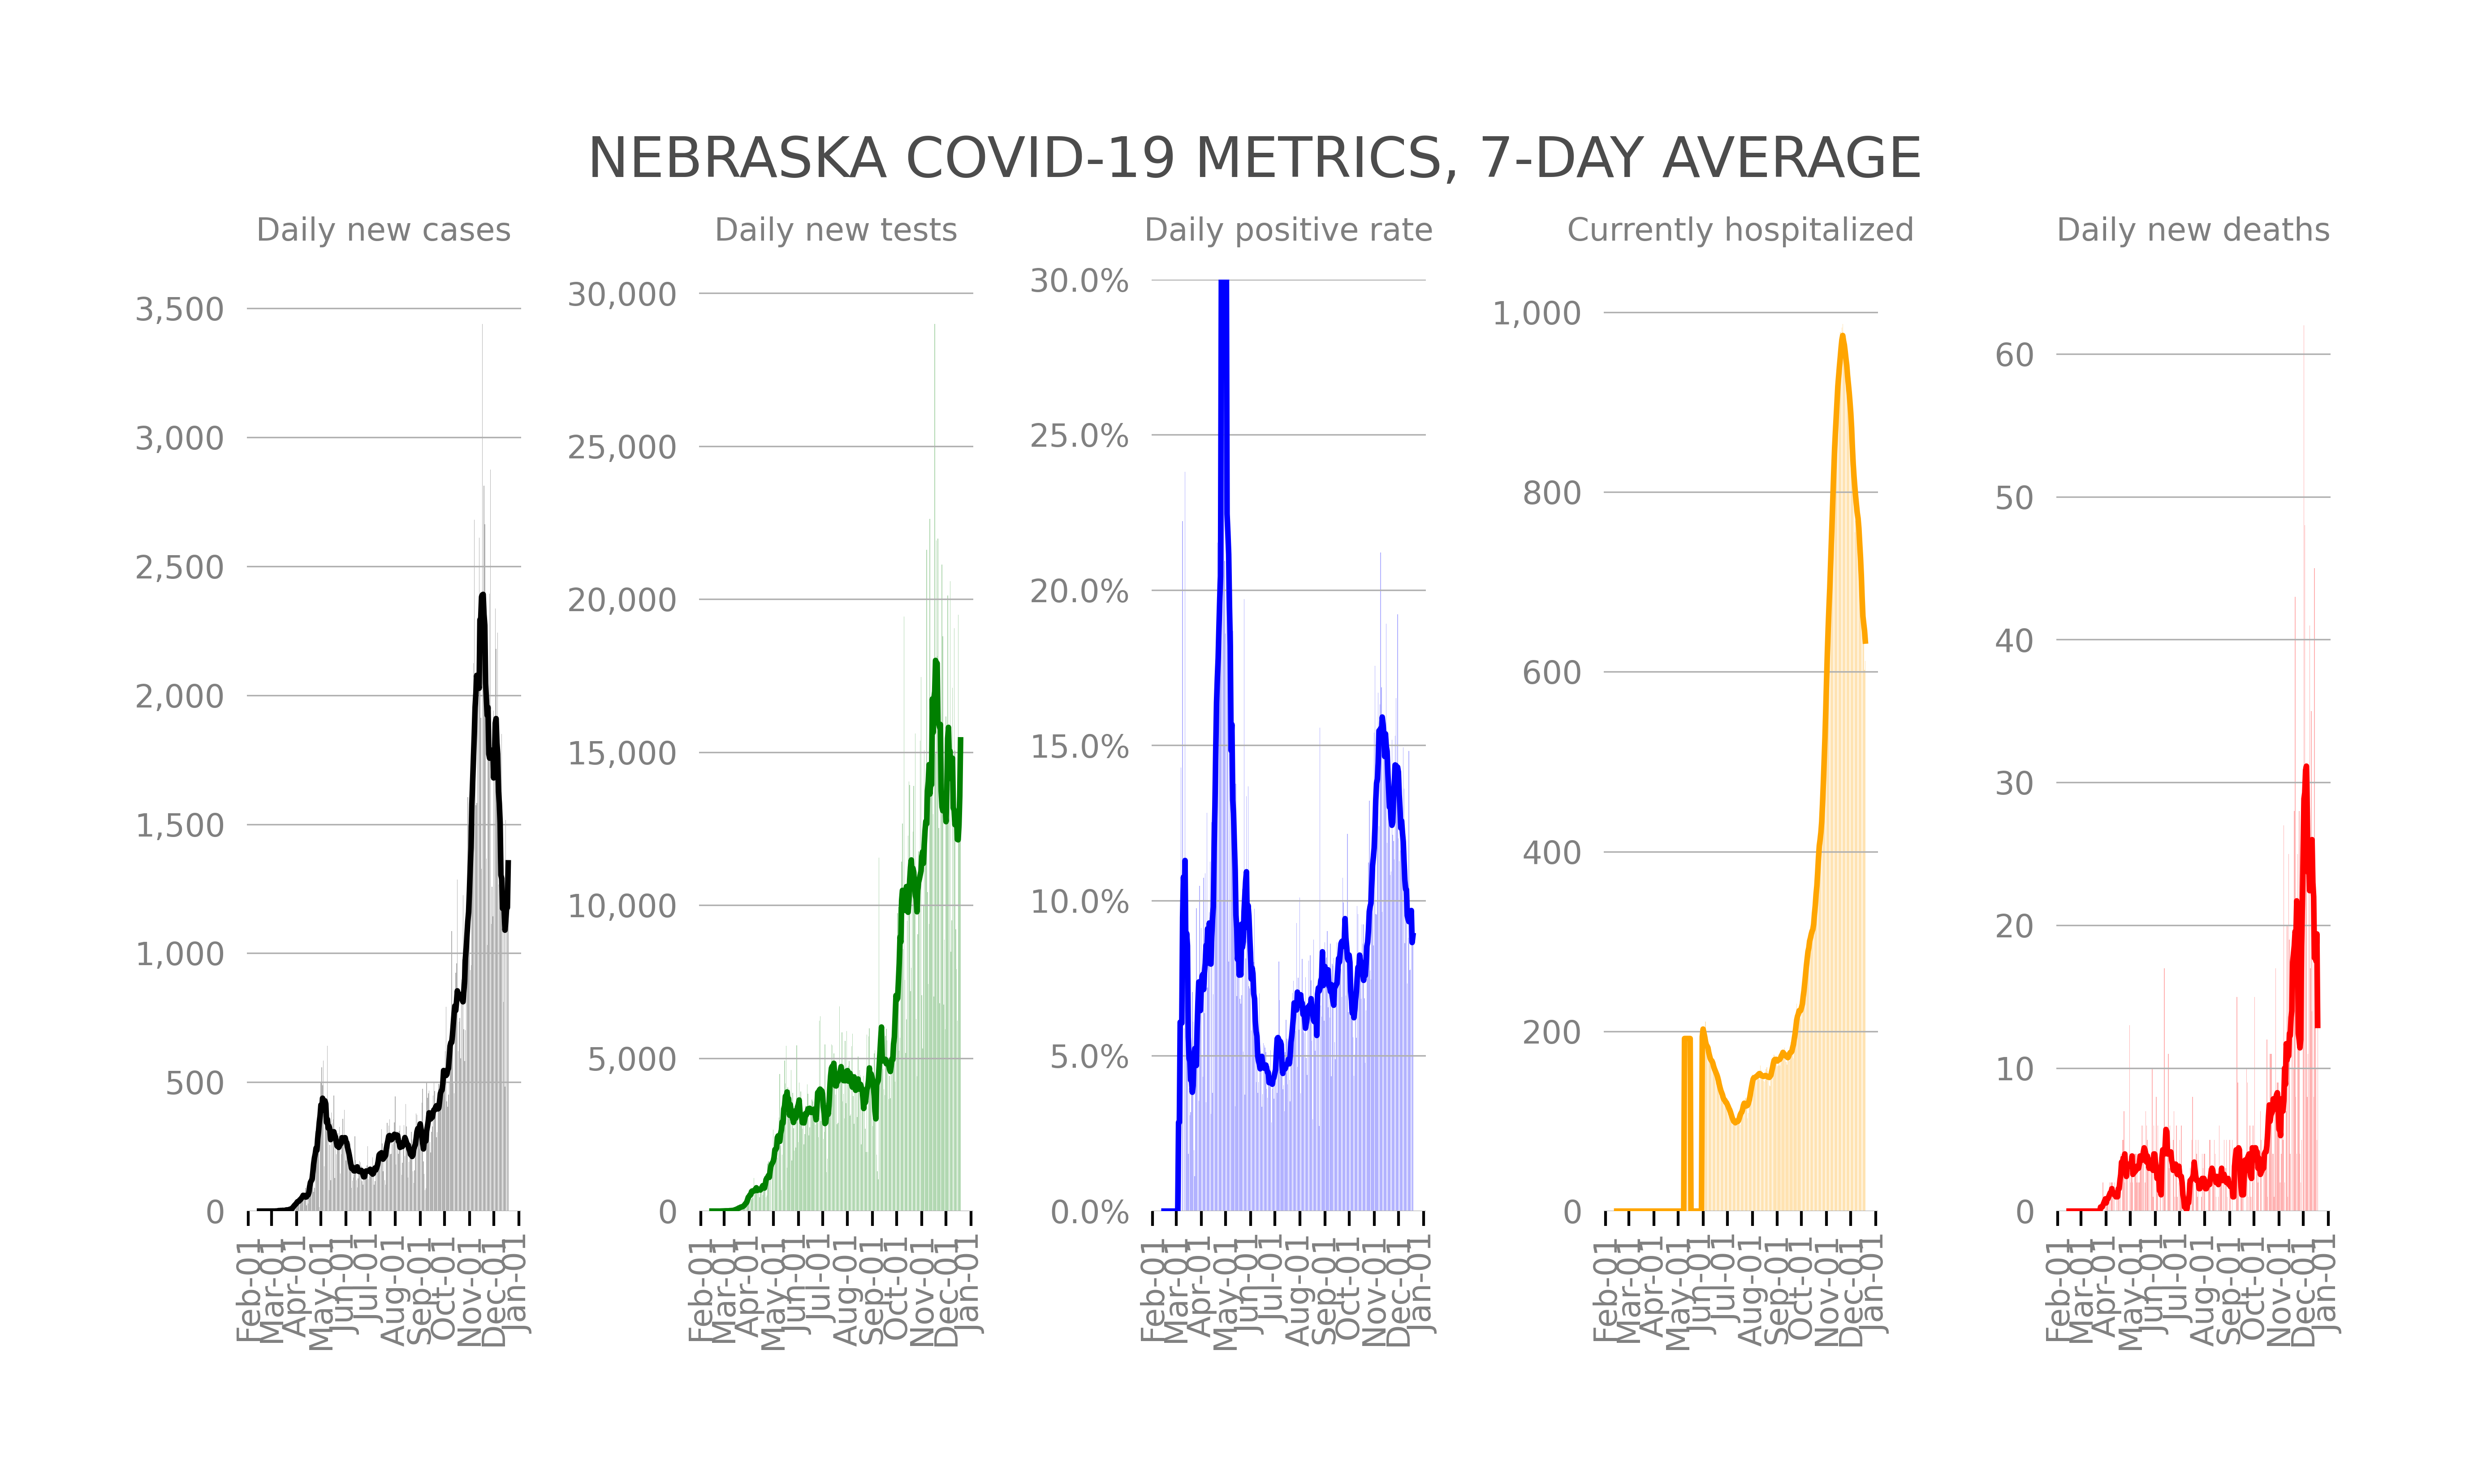 NEBRASKA COVID-19 METRICS, 7-DAY AVERAGE
Daily new cases
3,500
3,000
2,500
2,000
1,500
1,000
500
0
Feb-01
Mar-01
Apr-01
May-01
Jun-01
Jul-01
Aug-01
Sep-01
Oct-01
Nov-01
Dec-01
Jan-01
Daily new tests
30,000
25,000
20,000
15,000
10,000
5,000
0
Feb-01
Mar-01
Apr-01
May-01
Jun-01
Jul-01
Aug-01
Sep-01
Oct-01
Nov-01
Dec-01
Jan-01
Daily positive rate
30.0%
25.0%
20.0%
15.0%
10.0%
5.0%
0.0%
Feb-01
Mar-01
Apr-01
May-01
Jun-01
Jul-01
Aug-01
Sep-01
Oct-01
Nov-01
Dec-01
Jan-01
Currently hospitalized
1,000
800
600
400
200
0
Feb-01
Mar-01
Apr-01
May-01
Jun-01
Jul-01
Aug-01
Sep-01
Oct-01
Nov-01
Dec-01
Jan-01
Daily new deaths
60
50
40
30
20
10
0
Feb-01
Mar-01
Apr-01
May-01
Jun-01
Jul-01
Aug-01
Sep-01
Oct-01
Nov-01
Dec-01
Jan-01